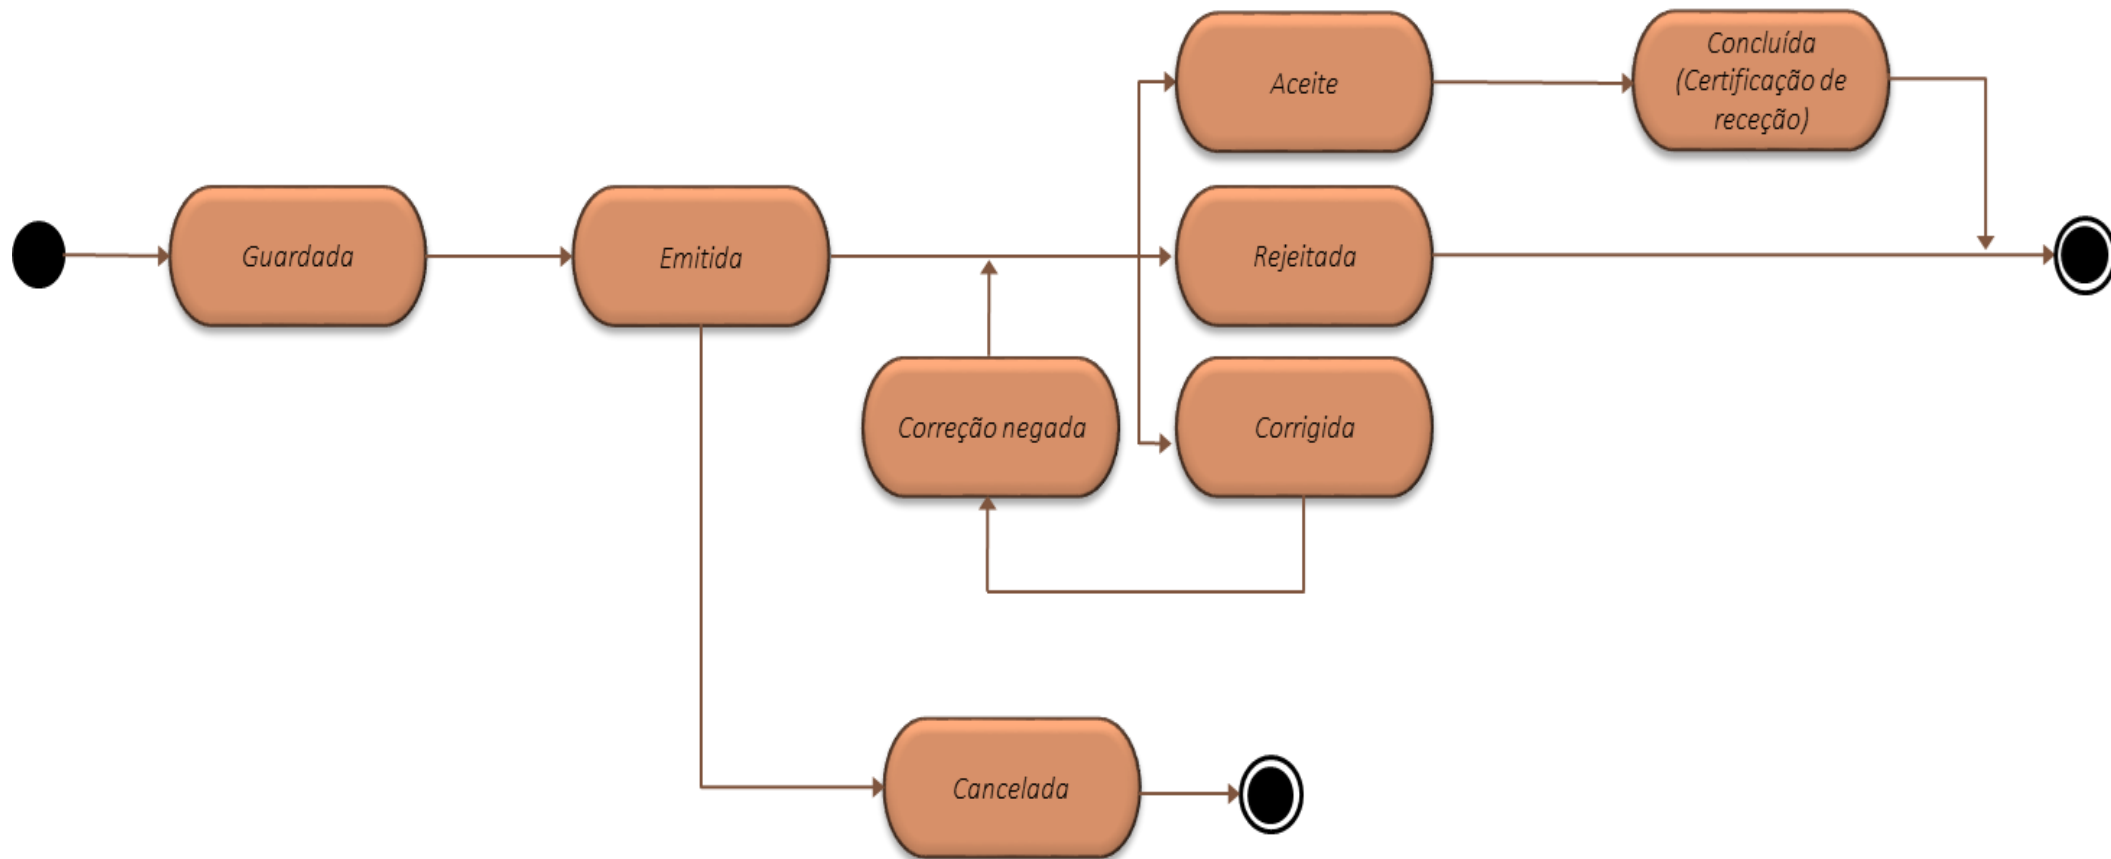 Concluída
(Certificação de
receção)
Aceite
Guardada
Emitida
Rejeitada
Correção negada
Corrigida
Cancelada